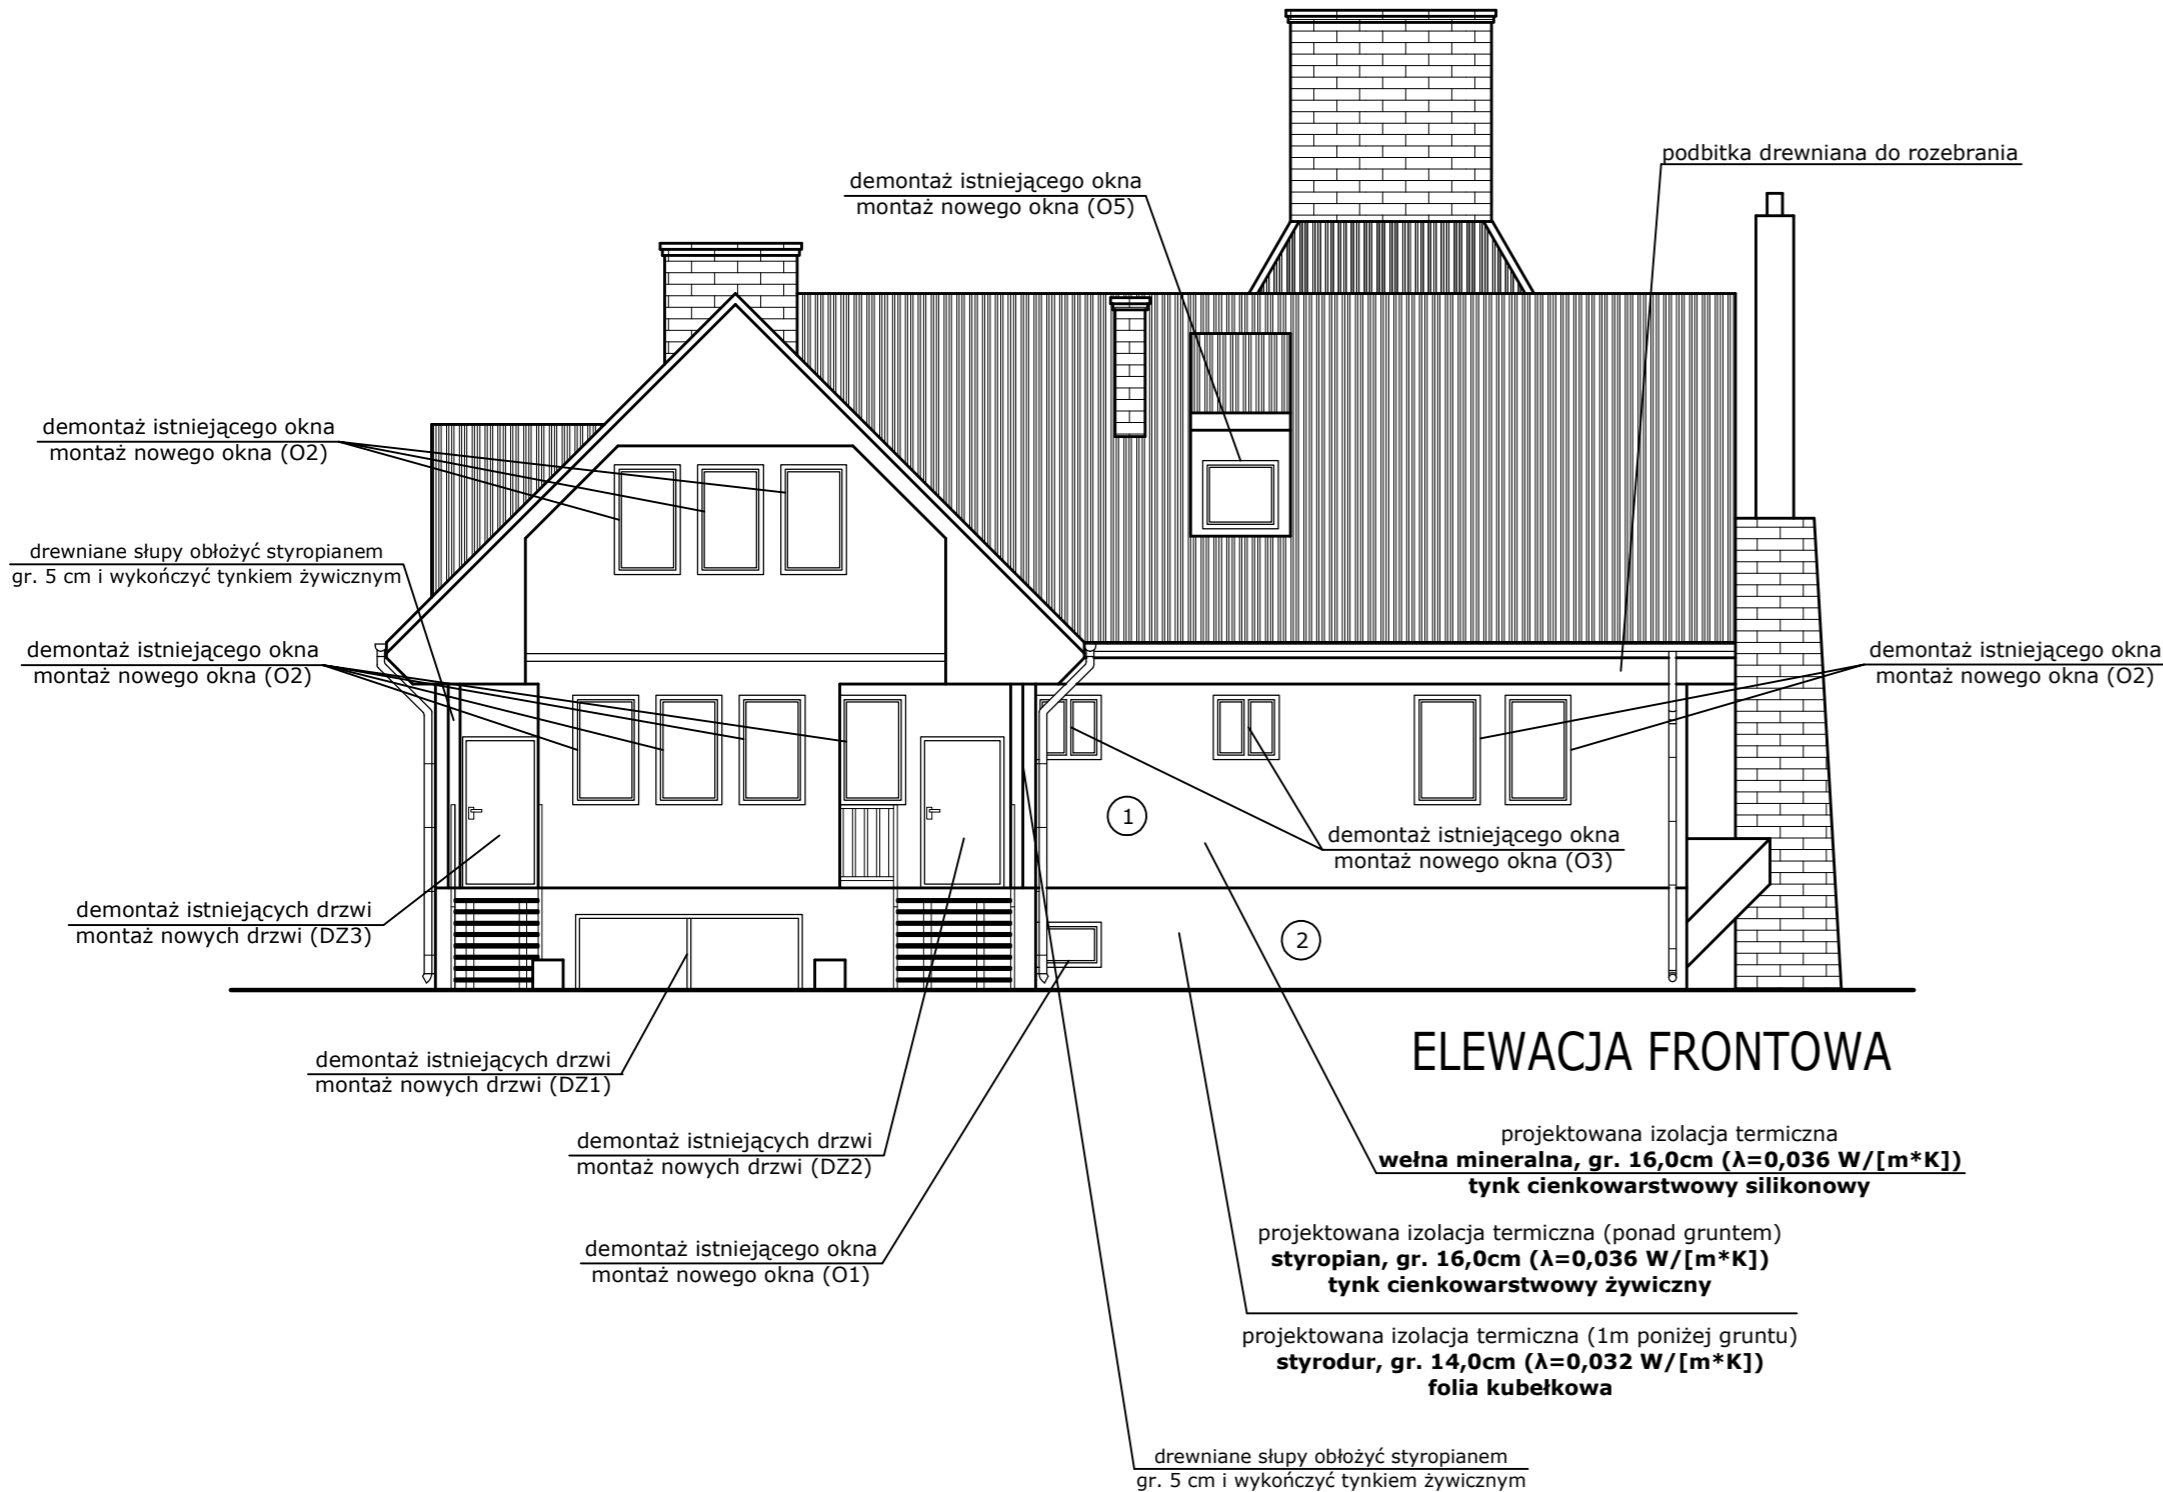 podbitka drewniana do rozebrania
demontaż istniejącego okna
montaż nowego okna (O5)
demontaż istniejącego okna
montaż nowego okna (O2)
drewniane słupy obłożyć styropianem
gr. 5 cm i wykończyć tynkiem żywicznym
demontaż istniejącego okna
montaż nowego okna (O2)
demontaż istniejącego okna
montaż nowego okna (O2)
1
demontaż istniejącego okna
montaż nowego okna (O3)
demontaż istniejących drzwi
montaż nowych drzwi (DZ3)
2
ELEWACJA FRONTOWA
demontaż istniejących drzwi
montaż nowych drzwi (DZ1)
demontaż istniejących drzwi
montaż nowych drzwi (DZ2)
projektowana izolacja termiczna
wełna mineralna, gr. 16,0cm (λ=0,036 W/[m*K])
tynk cienkowarstwowy silikonowy
demontaż istniejącego okna
montaż nowego okna (O1)
projektowana izolacja termiczna (ponad gruntem)
styropian, gr. 16,0cm (λ=0,036 W/[m*K])
tynk cienkowarstwowy żywiczny
projektowana izolacja termiczna (1m poniżej gruntu)
styrodur, gr. 14,0cm (λ=0,032 W/[m*K])
folia kubełkowa
drewniane słupy obłożyć styropianem
gr. 5 cm i wykończyć tynkiem żywicznym